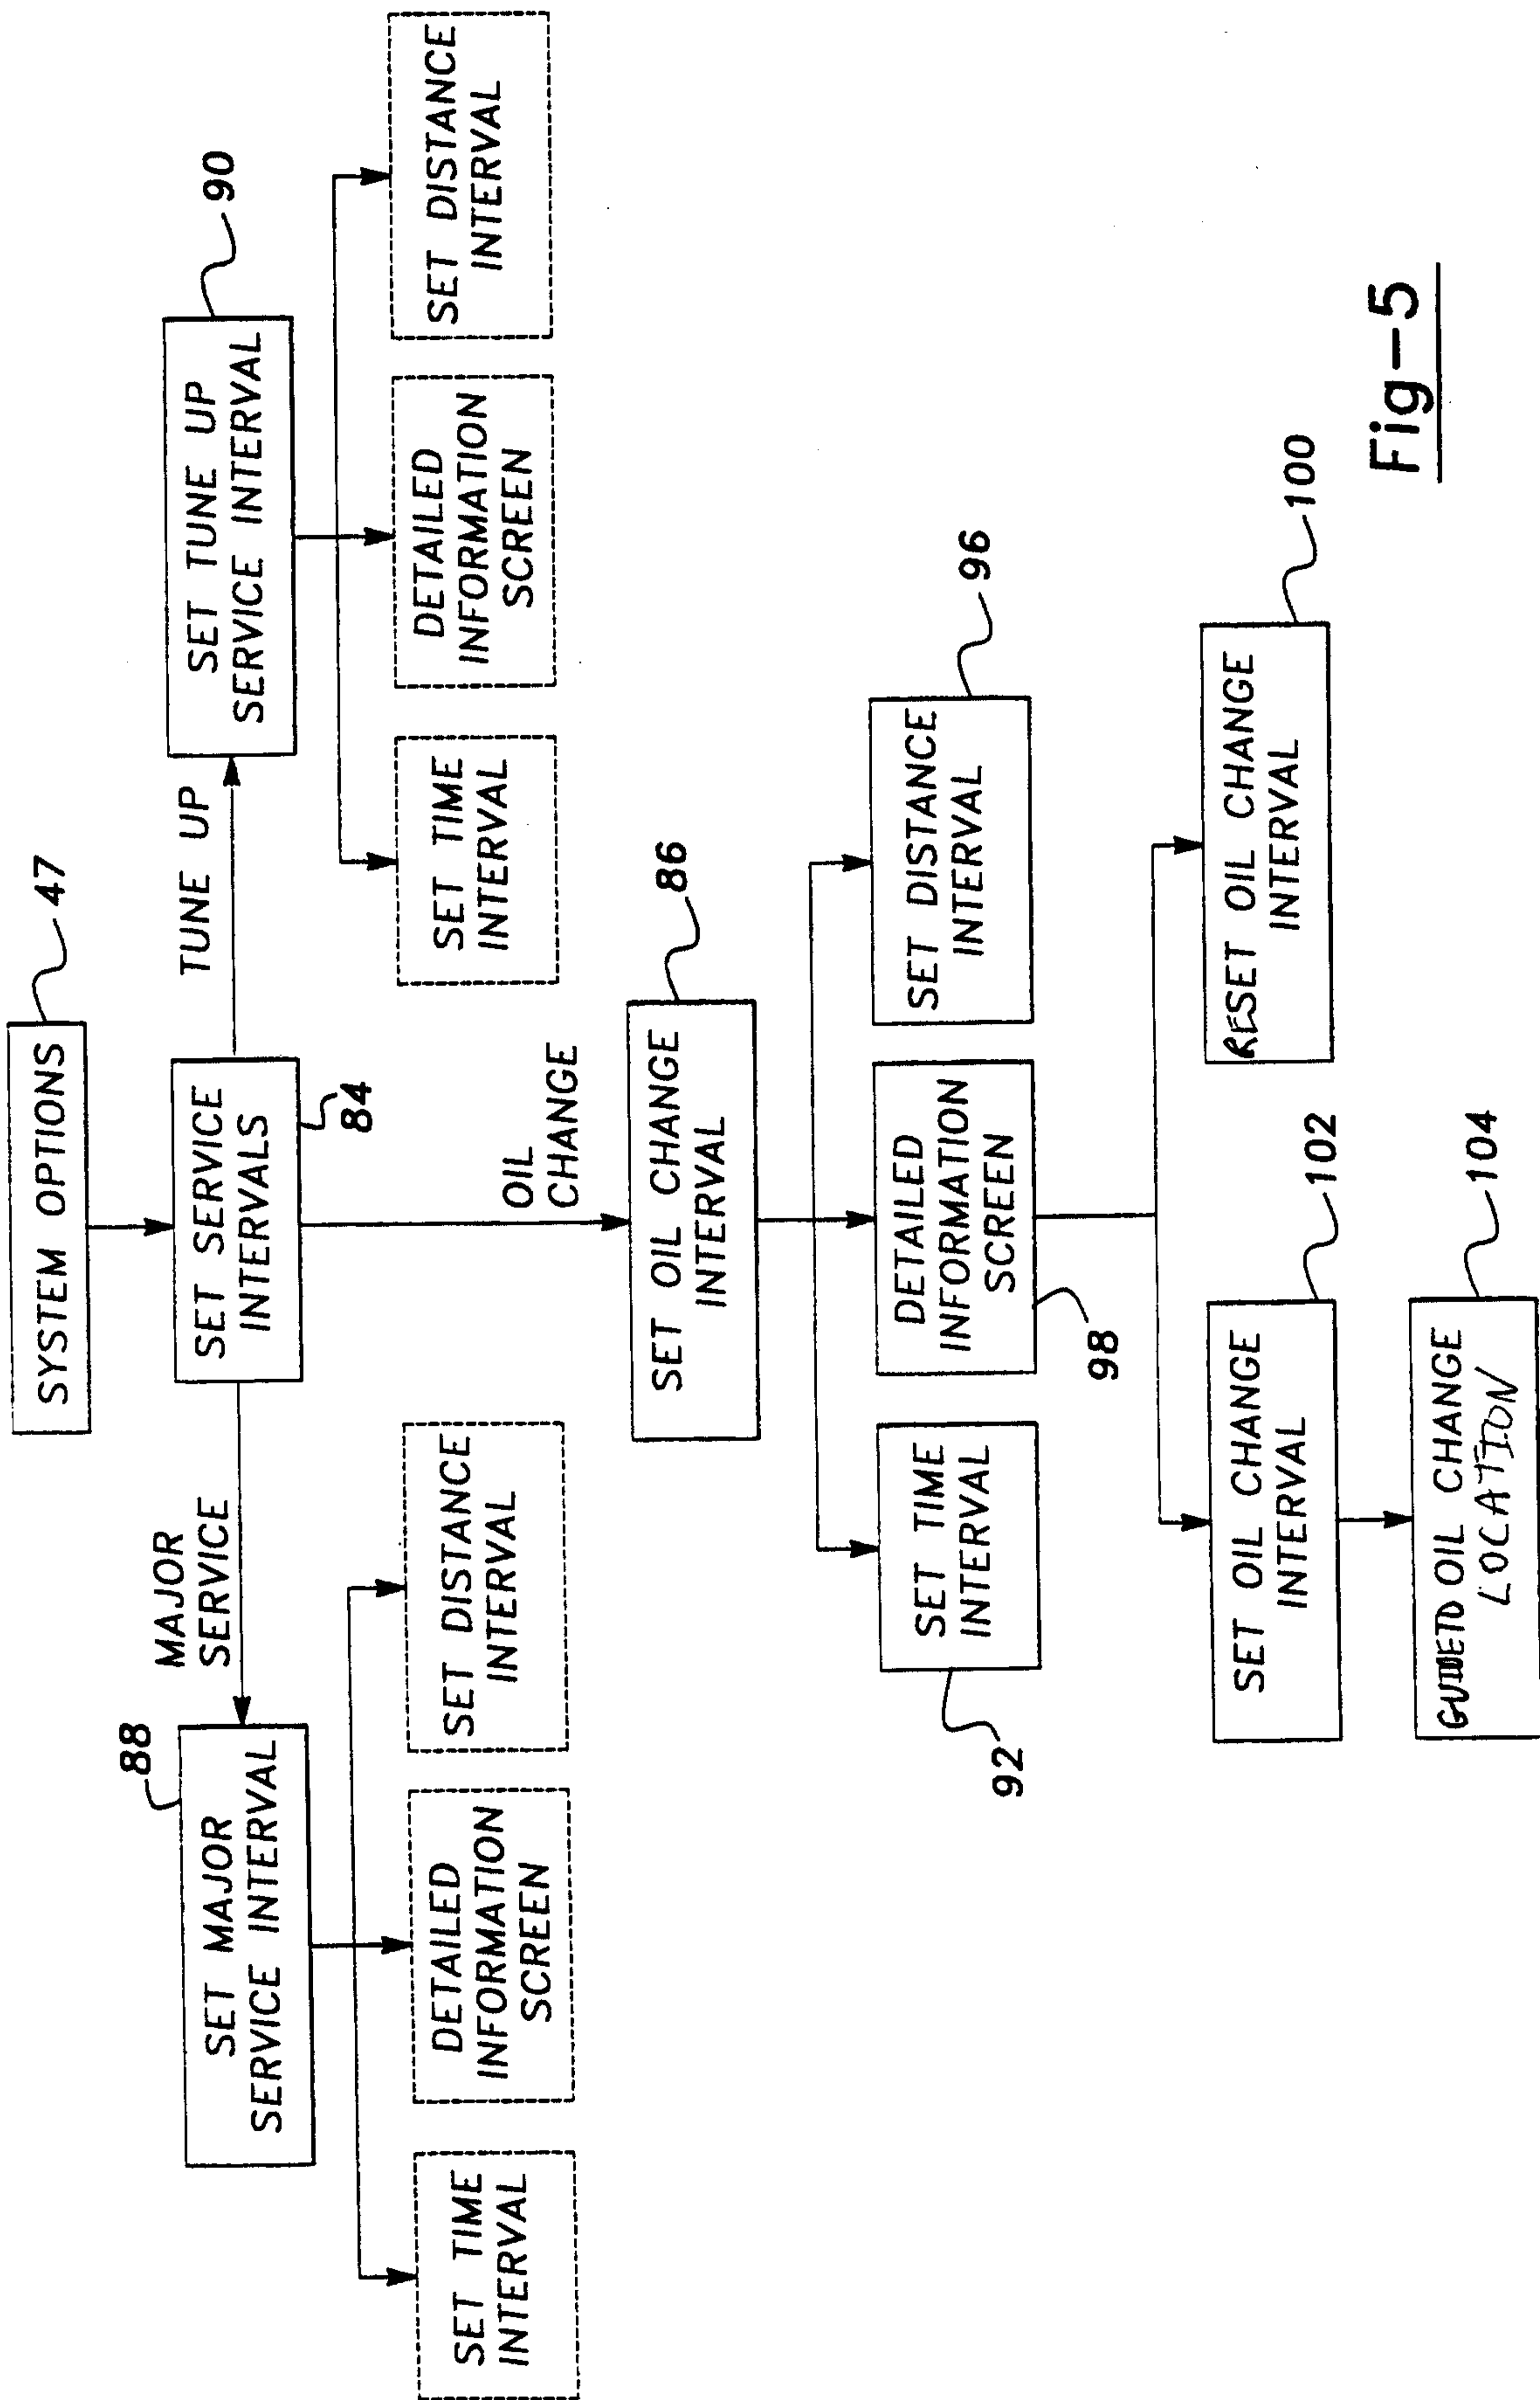 SYSTEM OPTIONS
47
SET SERVICE
INTERVALS
84
MAJOR
SERVICE
TUNE UP
88
SET MAJOR
SERVICE INTERVAL
SET TUNE UP
SERVICE INTERVAL
90
SET TIME
INTERVAL
DETAILED
INFORMATION
SCREEN
SET DISTANCE
INTERVAL
OIL
CHANGE
SET TIME
INTERVAL
DETAILED
INFORMATION
SCREEN
SET DISTANCE
INTERVAL
SET OIL CHANGE
INTERVAL
86
92
SET TIME
INTERVAL
DETAILED
INFORMATION
SCREEN
98
SET DISTANCE
INTERVAL
96
SET OIL CHANGE
INTERVAL
102
RESET OIL CHANGE
INTERVAL
100
GUIDE TO OIL CHANGE
LOCATION
104
Fig-5